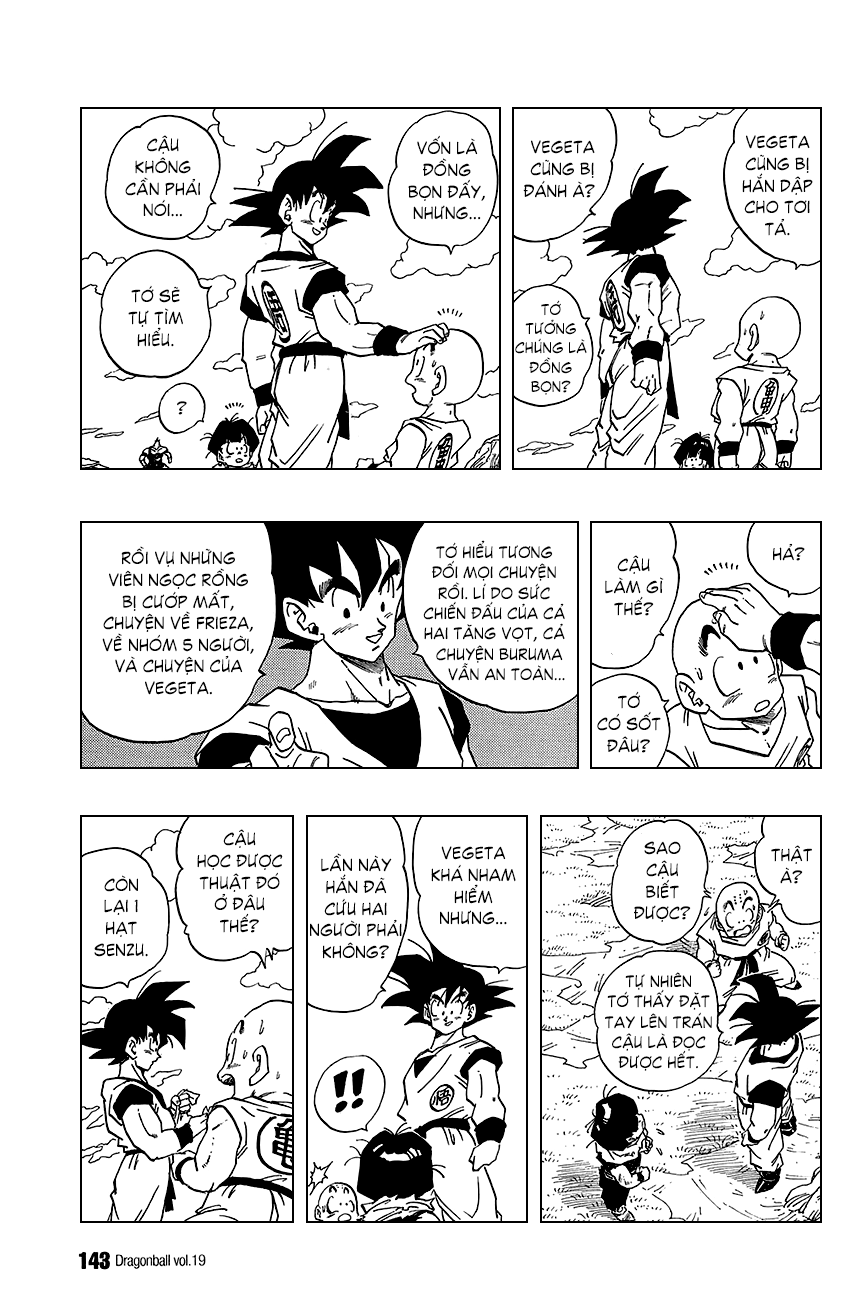 VEGETA
CŨNG BỊ
HẮN DẬP
CHO TƠI
TẢ.
VEGETA
CŨNG BỊ
ĐÁNH À?
TỚ
TƯỞNG
CHÚNG LÀ
ĐỒNG
BỌN?
VỐN LÀ
ĐỒNG
BỌN ĐẤY,
NHƯNG...
CẬU
KHÔNG
CẦN PHẢI
NÓI...
TỚ SẼ
TỰ TÌM
HIỂU.
?
HẢ?
CẬU
LÀM GÌ
THẾ?
TỚ
CÓ SỐT
ĐÂU?
TỚ HIỂU TƯƠNG
ĐỐI MỌI CHUYỆN
RỒI. LÍ DO SỨC
CHIẾN ĐẤU CỦA CẢ
HAI TĂNG VỌT, CẢ
CHUYỆN BURUMA
VẪN AN TOÀN...
RỒI VỤ NHỮNG
VIÊN NGỌC RỒNG
BỊ CƯỚP MẤT,
CHUYỆN VỀ FRIEZA,
VỀ NHÓM 5 NGƯỜI,
VÀ CHUYỆN CỦA
VEGETA.
THẬT
À?
SAO
CẬU
BIẾT
ĐƯỢC?
TỰ NHIÊN
TỚ THẤY ĐẶT
TAY LÊN TRÁN
CẬU LÀ ĐỌC
ĐƯỢC HẾT.
VEGETA
KHÁ NHAM
HIỂM
NHƯNG...
LẦN NÀY
HẮN ĐÃ
CỨU HAI
NGƯỜI PHẢI
KHÔNG?
!!
悟
CẬU
HỌC ĐƯỢC
THUẬT ĐÓ
Ở ĐÂU
THẾ?
CÒN
LẠI 1
HẠT
SENZU.
亀
143 Dragonball vol.19